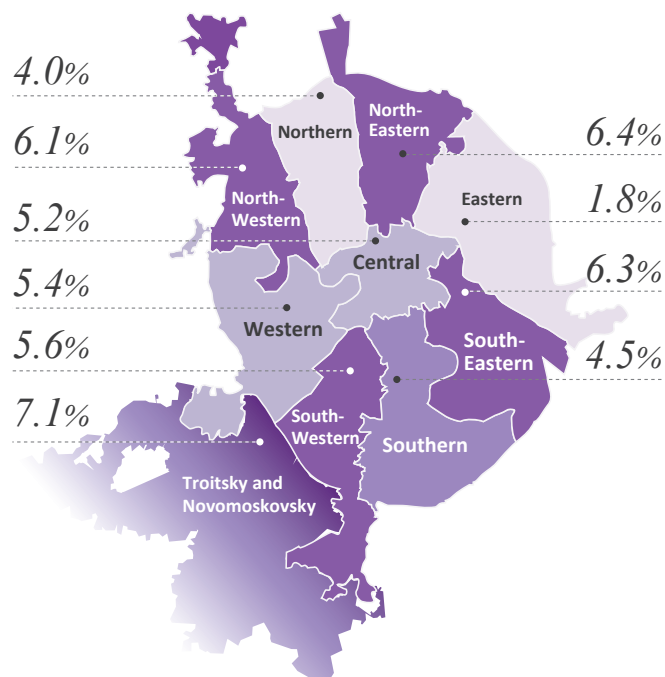 4.0%
6.1%
5.2%
5.4%
5.6%
7.1%
Northern
North-
Eastern
North-
Western
Eastern
Central
Western
South-
Eastern
South-
Western
Southern
Troitsky and
Novomoskovsky
6.4%
1.8%
6.3%
4.5%